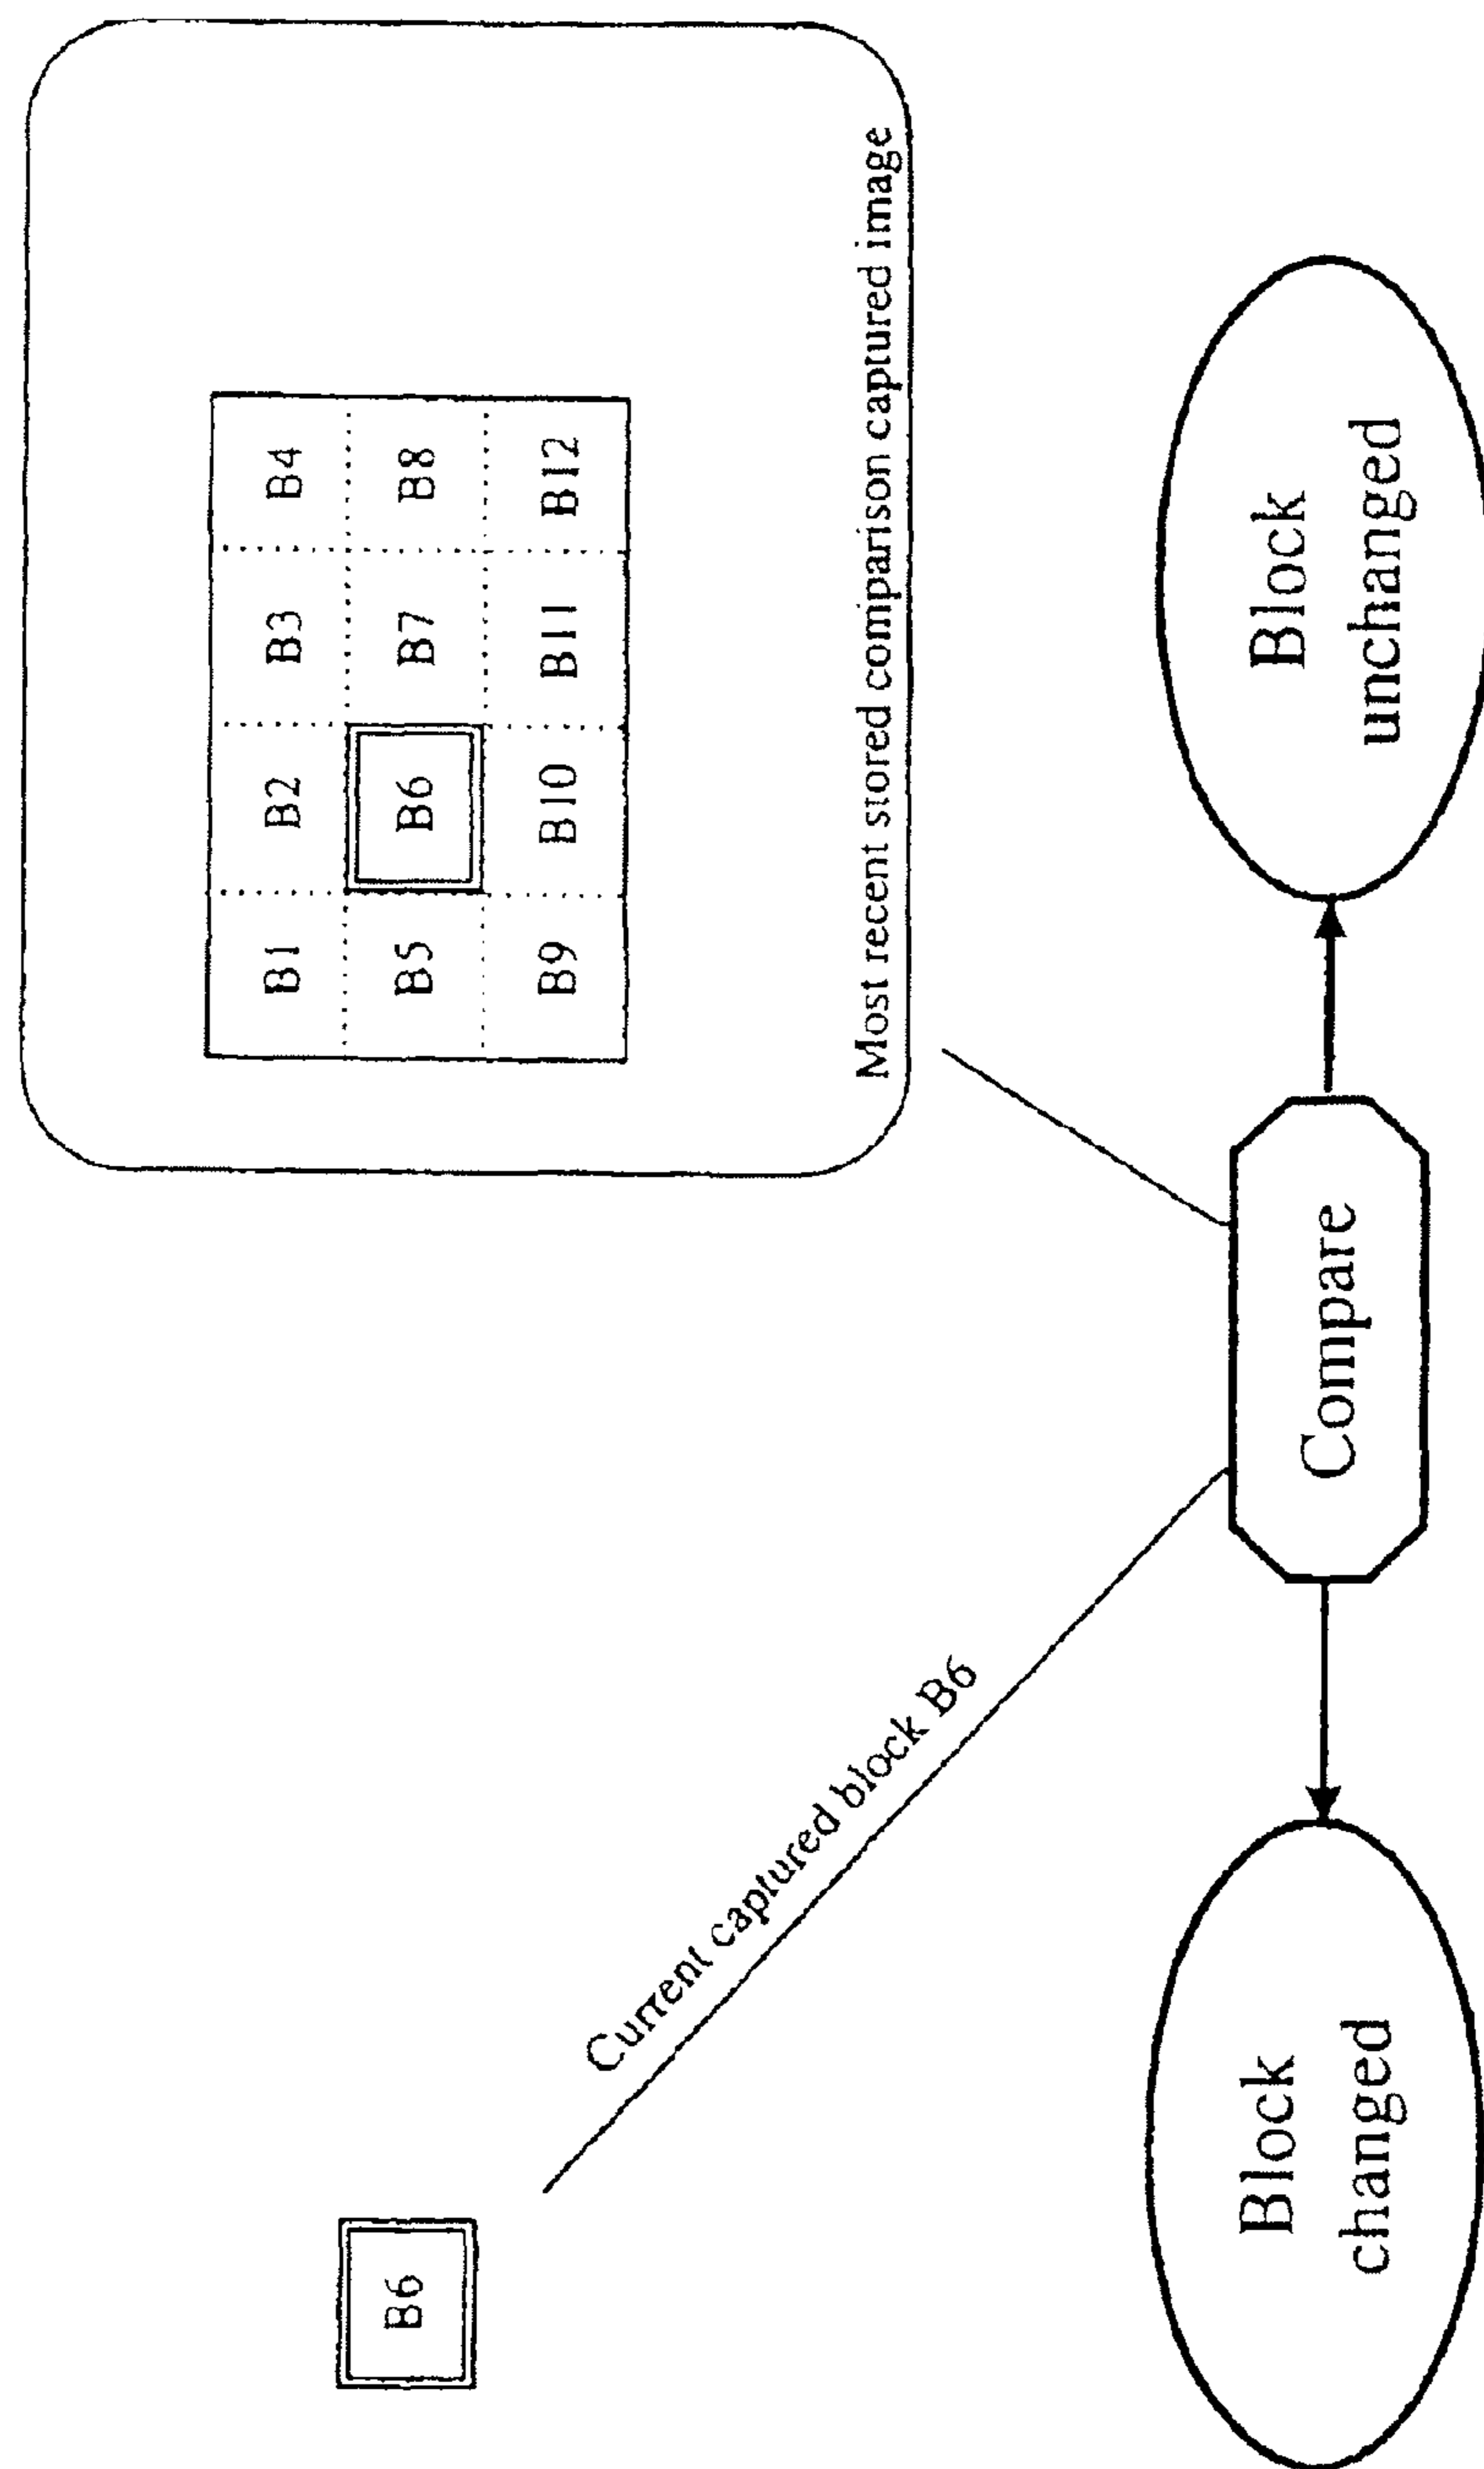 B1 B2 B3 B4
B5 B6 B7 B8
B9 B10 B11 B12
Most recent stored comparison captured image
B6
Current captured block B6
Compare
Block
changed
Block
unchanged